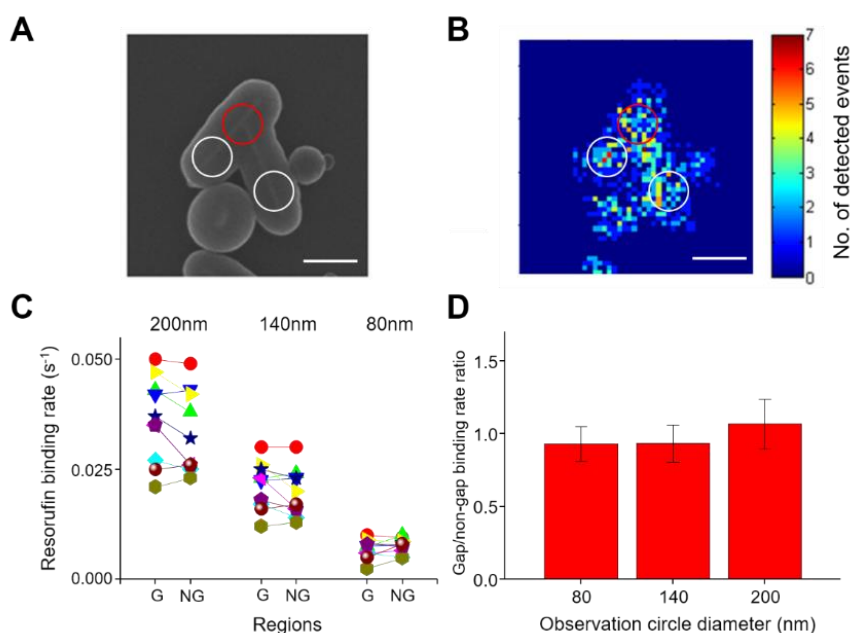 A
B
7
6
5
4
3
2
1
0
No. of detected events
C
200nm 140nm 80nm
0.050
0.025
0.000
Resorufin binding rate (s⁻¹)
G NG G NG G NG
Regions
D
1.5
1.0
0.5
0.0
Gap/non-gap binding rate ratio
80 140 200
Observation circle diameter (nm)